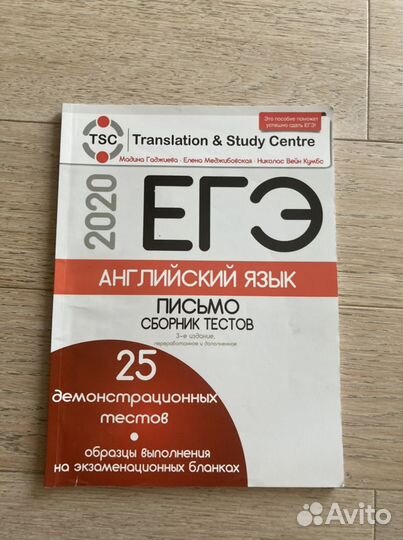 Это пособие поможет
успешно сдать ЕГЭ!
TSC
Translation & Study Centre
Мадина Гаджиева · Елена Меджибовская · Николас Вейн Кумбс
2020
ЕГЭ
АНГЛИЙСКИЙ ЯЗЫК
ПИСЬМО
СБОРНИК ТЕСТОВ
3-е издание,
переработанное и дополненное
25
демонстрационных
тестов
•
образцы выполнения
на экзаменационных бланках
Avito